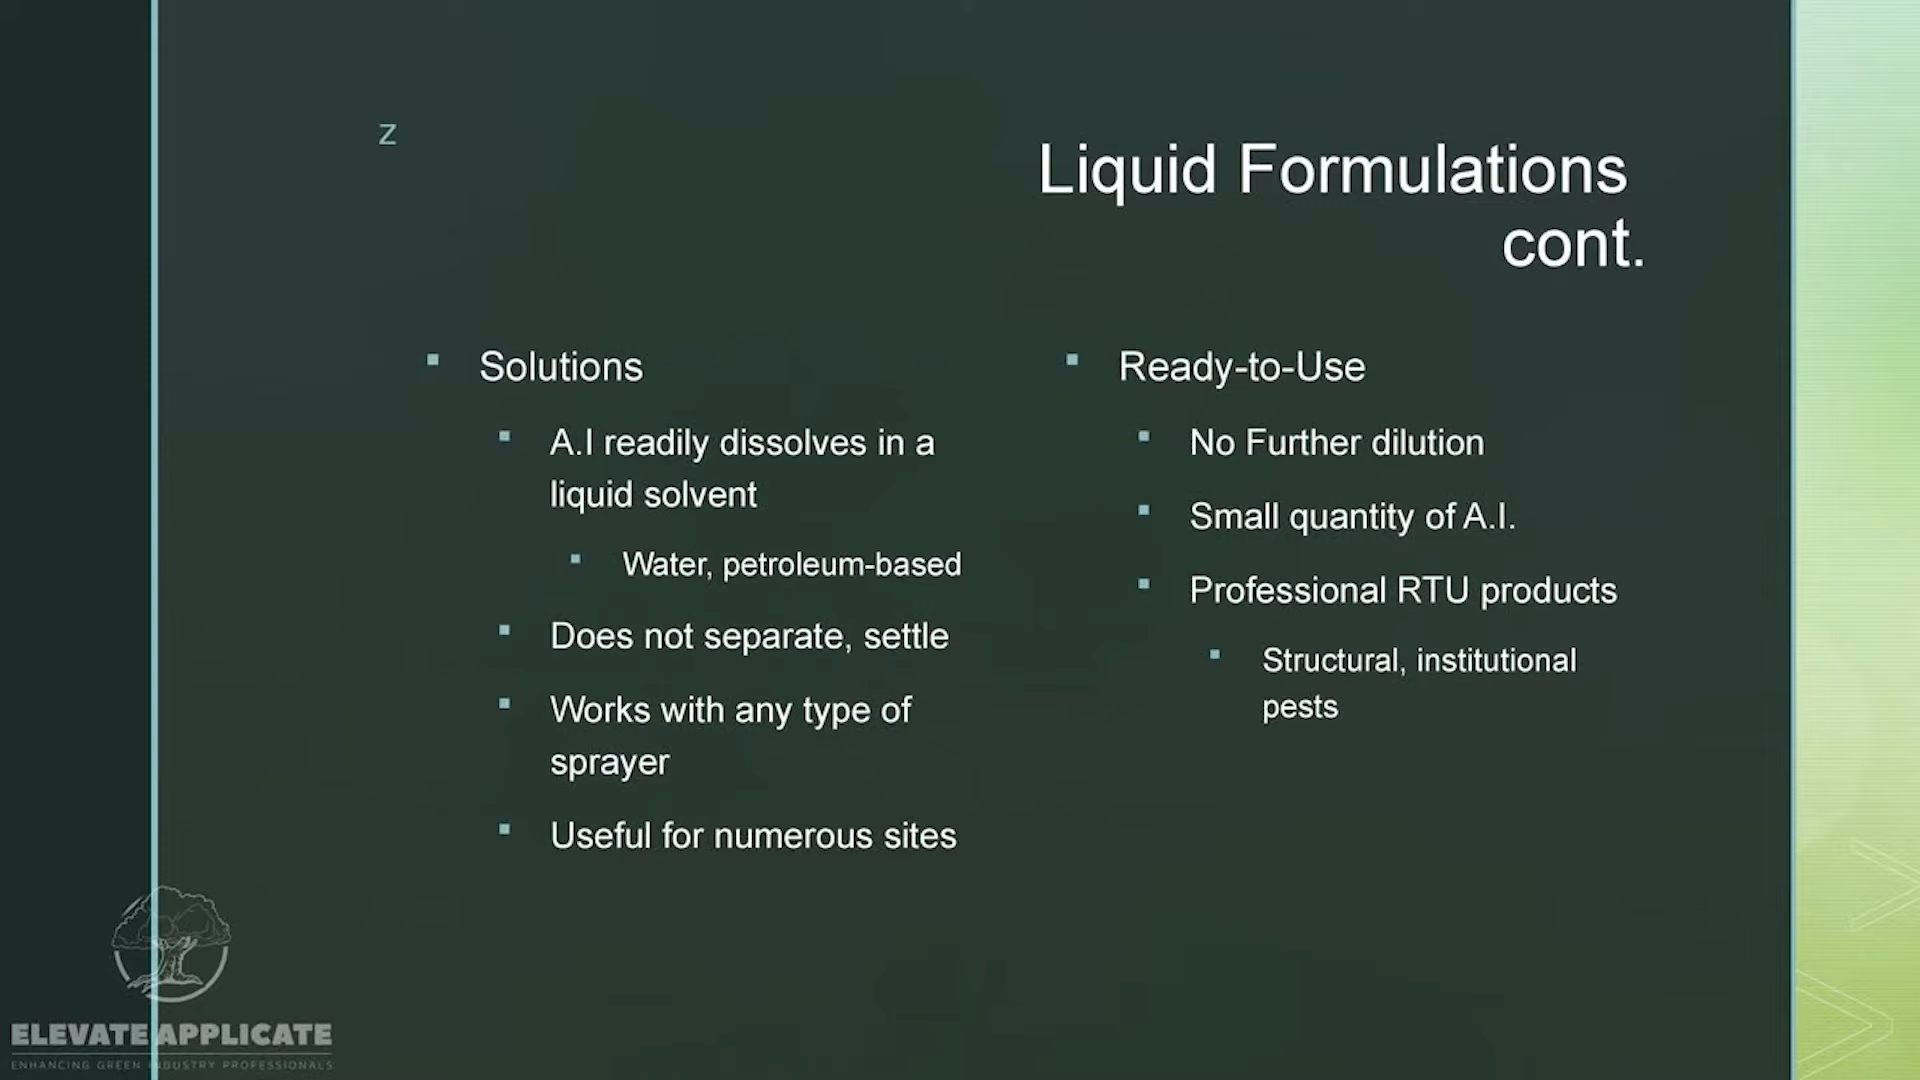 z
Liquid Formulations
cont.
Solutions
A.I readily dissolves in a
liquid solvent
Water, petroleum-based
Does not separate, settle
Works with any type of
sprayer
Useful for numerous sites
Ready-to-Use
No Further dilution
Small quantity of A.I.
Professional RTU products
Structural, institutional
pests
ELEVATE APPLICATE
ENHANCING GREEN INDUSTRY PROFESSIONALS